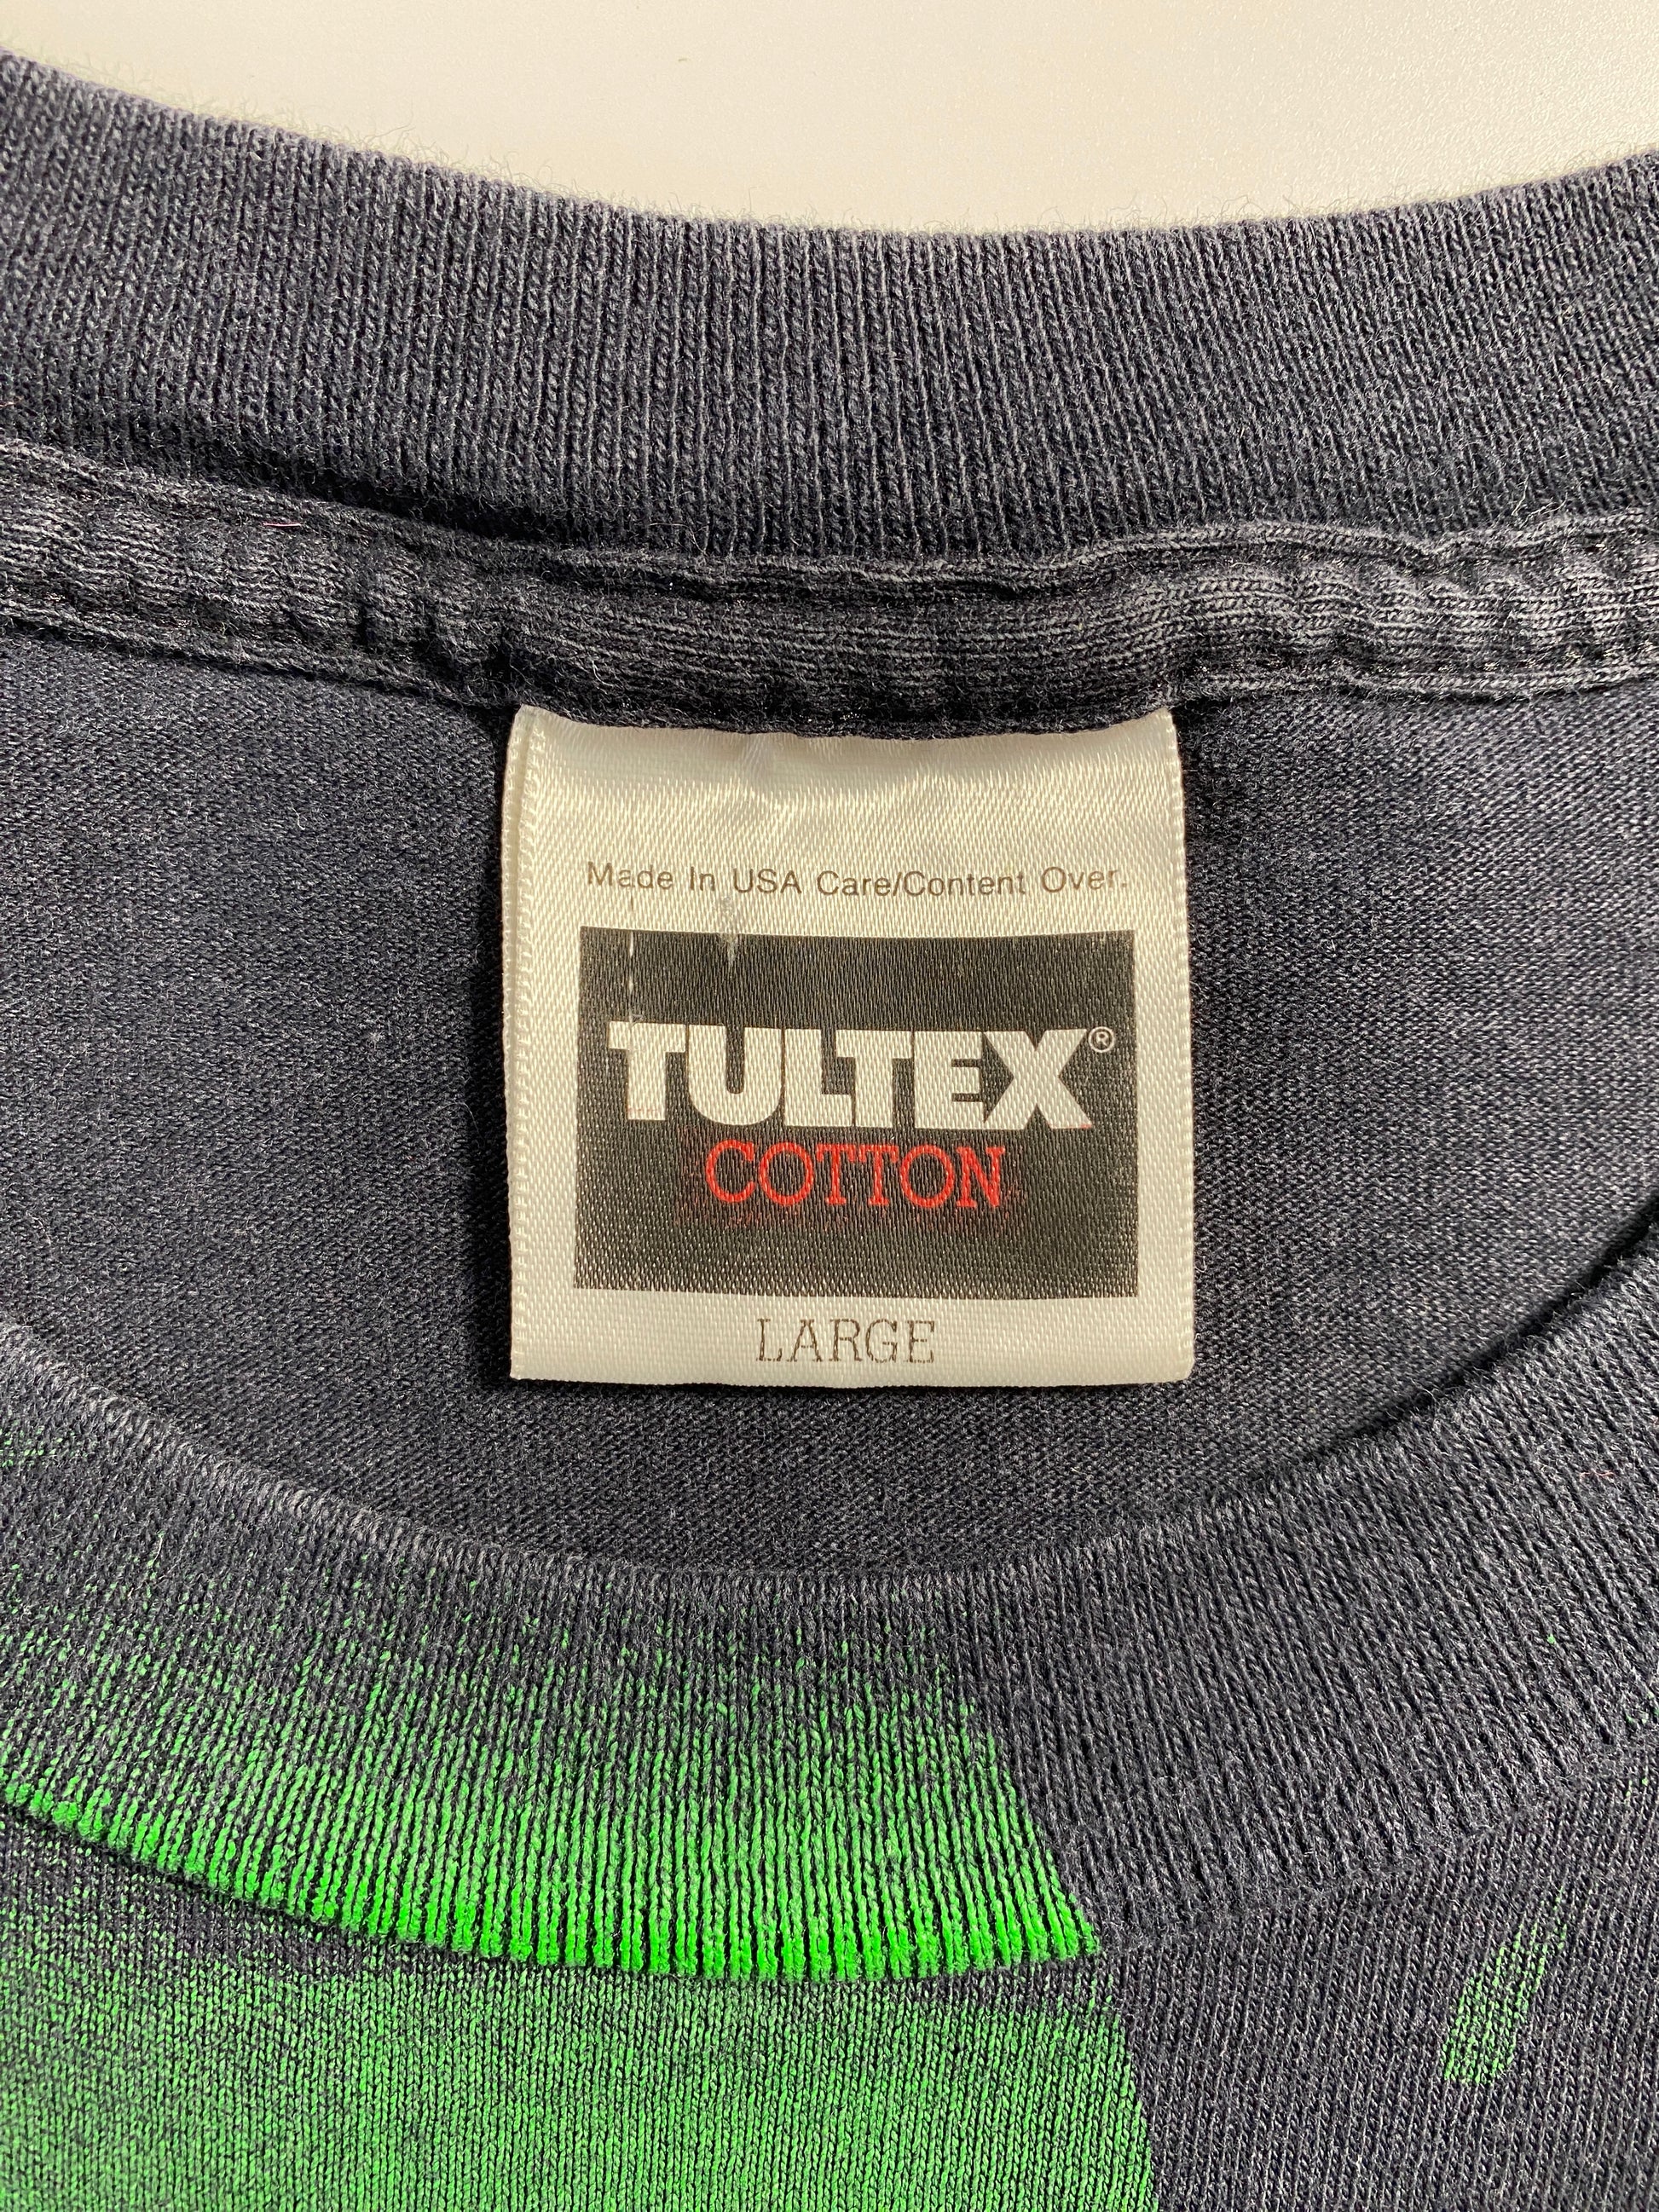 Made In USA Care/Content Over.
TULTEX®
COTTON
LARGE